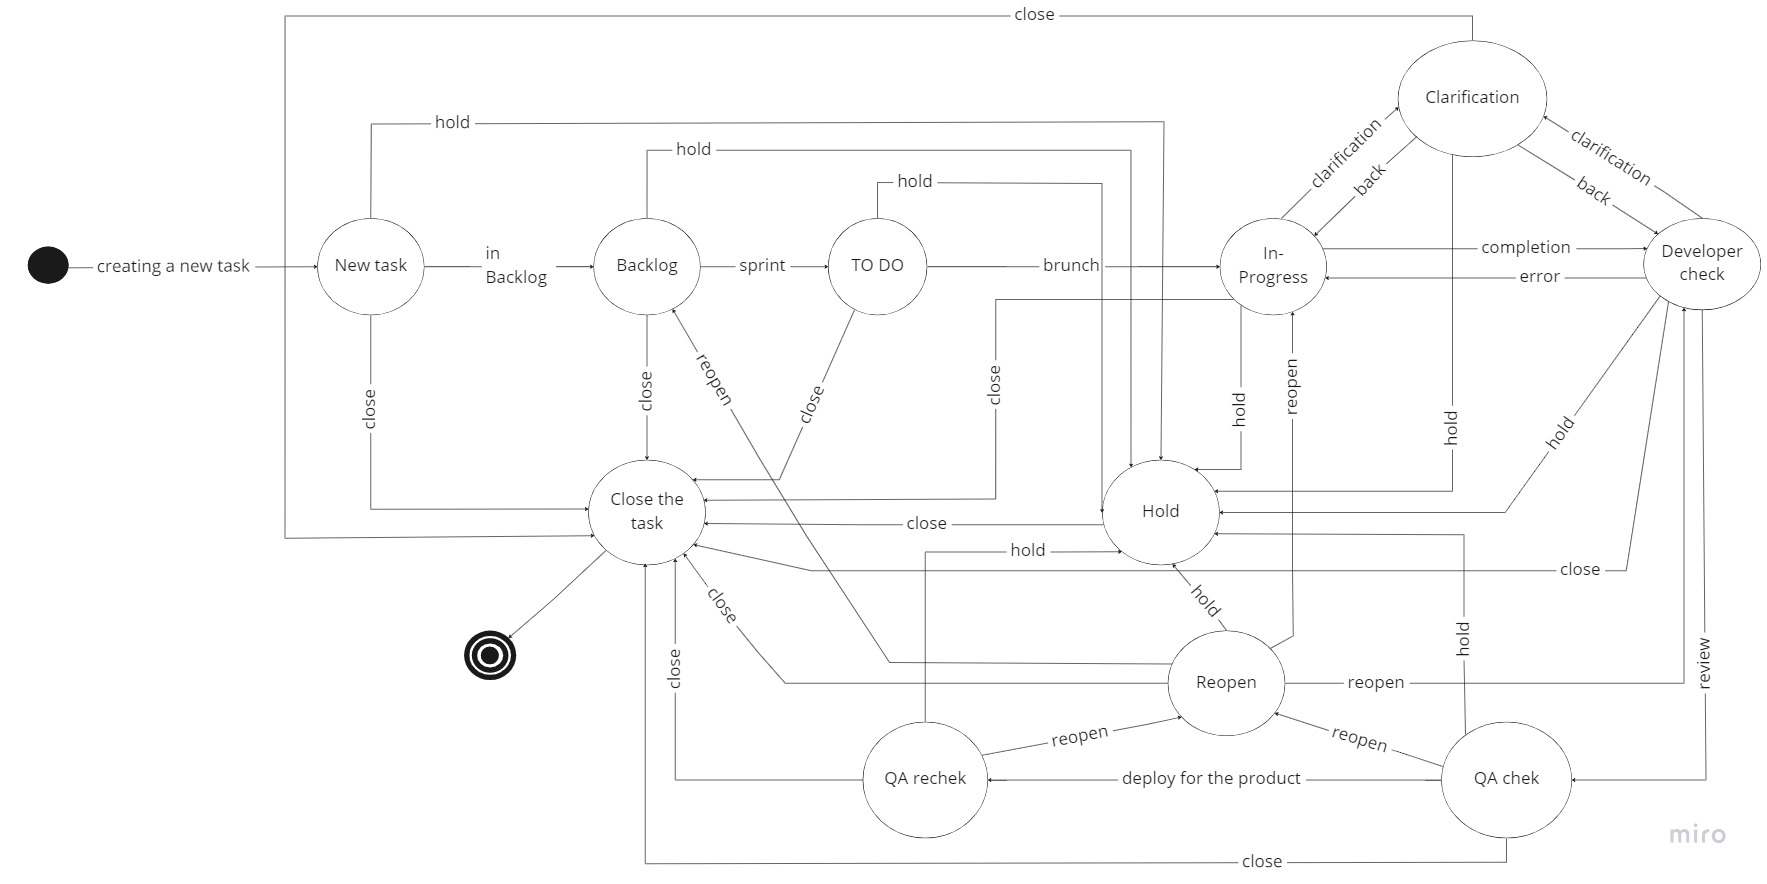 close
Clarification
hold
hold
hold
clarification
clarification
back
back
creating a new task
New task
in
Backlog
Backlog
sprint
TO DO
brunch
In-
Progress
completion
error
Developer
check
close
close
reopen
close
close
hold
reopen
hold
hold
Close the
task
close
Hold
hold
close
close
hold
hold
close
review
Reopen
reopen
reopen
reopen
QA rechek
deploy for the product
QA chek
close
miro